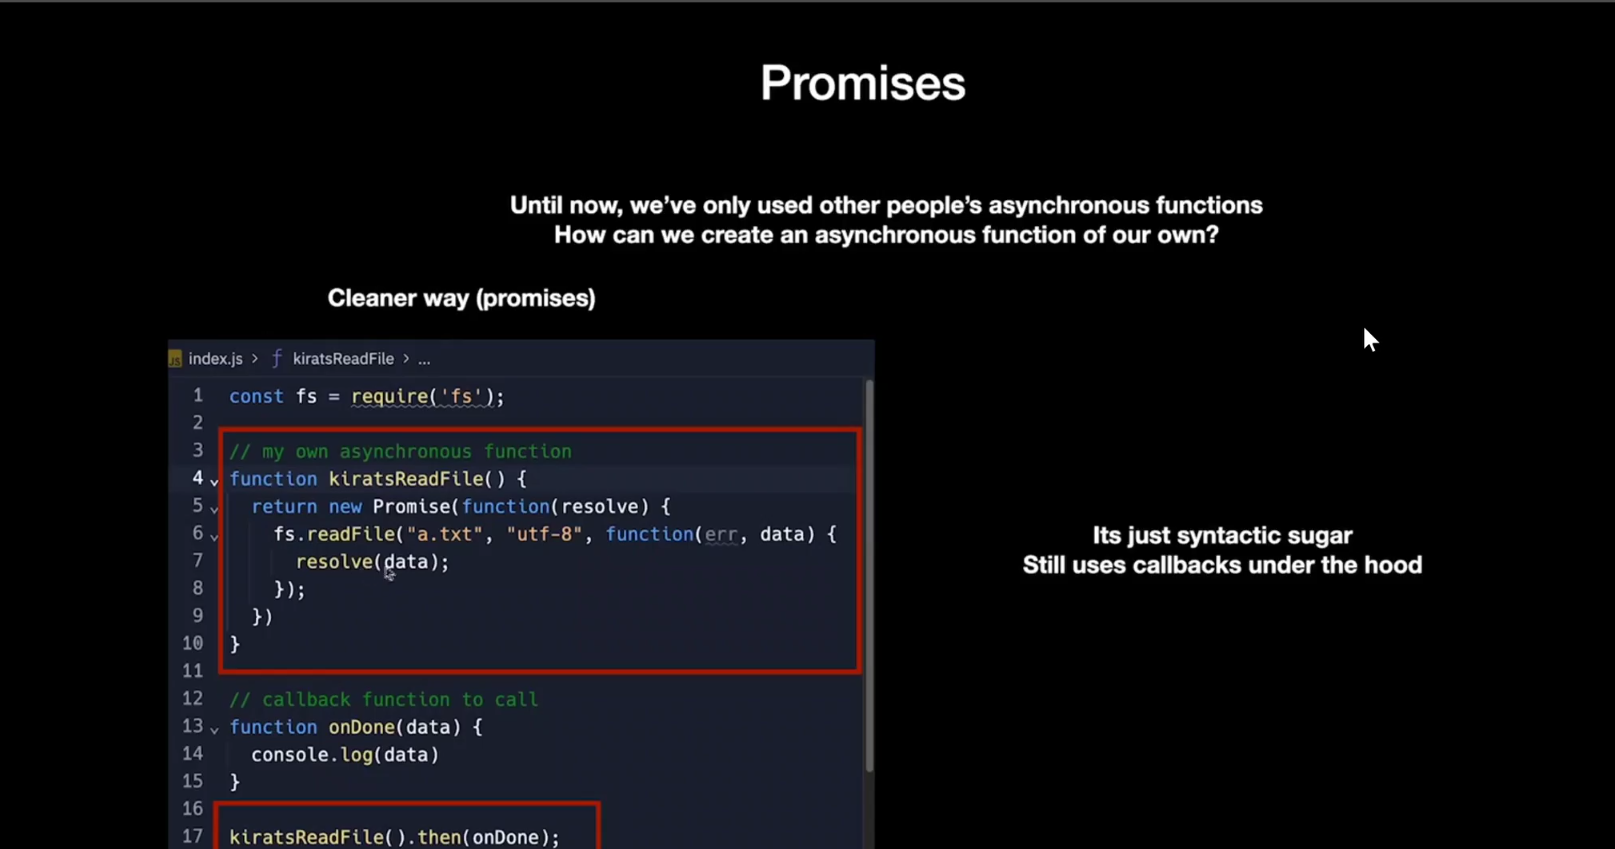 Promises
Until now, we've only used other people's asynchronous functions
How can we create an asynchronous function of our own?
Cleaner way (promises)
JS index.js > f kiratsReadFile > ...
1 const fs = require('fs');
2
3 // my own asynchronous function
4 function kiratsReadFile() {
5 return new Promise(function(resolve) {
6 fs.readFile("a.txt", "utf-8", function(err, data) {
7 resolve(data);
8 });
9 })
10 }
11
12 // callback function to call
13 function onDone(data) {
14 console.log(data)
15 }
16
17 kiratsReadFile().then(onDone);
Its just syntactic sugar
Still uses callbacks under the hood